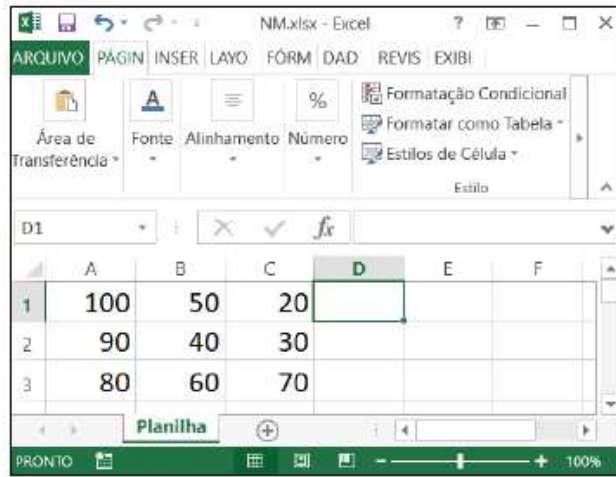 NM.xlsx - Excel ?
ARQUIVO PÁGIN INSER LAYO FÓRM DAD REVIS EXIBI
Área de Transferência
Fonte
Alinhamento
%
Número
Formatação Condicional
Formatar como Tabela
Estilos de Célula
Estilo
D1 fx
A B C D E F
1 100 50 20
2 90 40 30
3 80 60 70
Planilha
PRONTO 100%